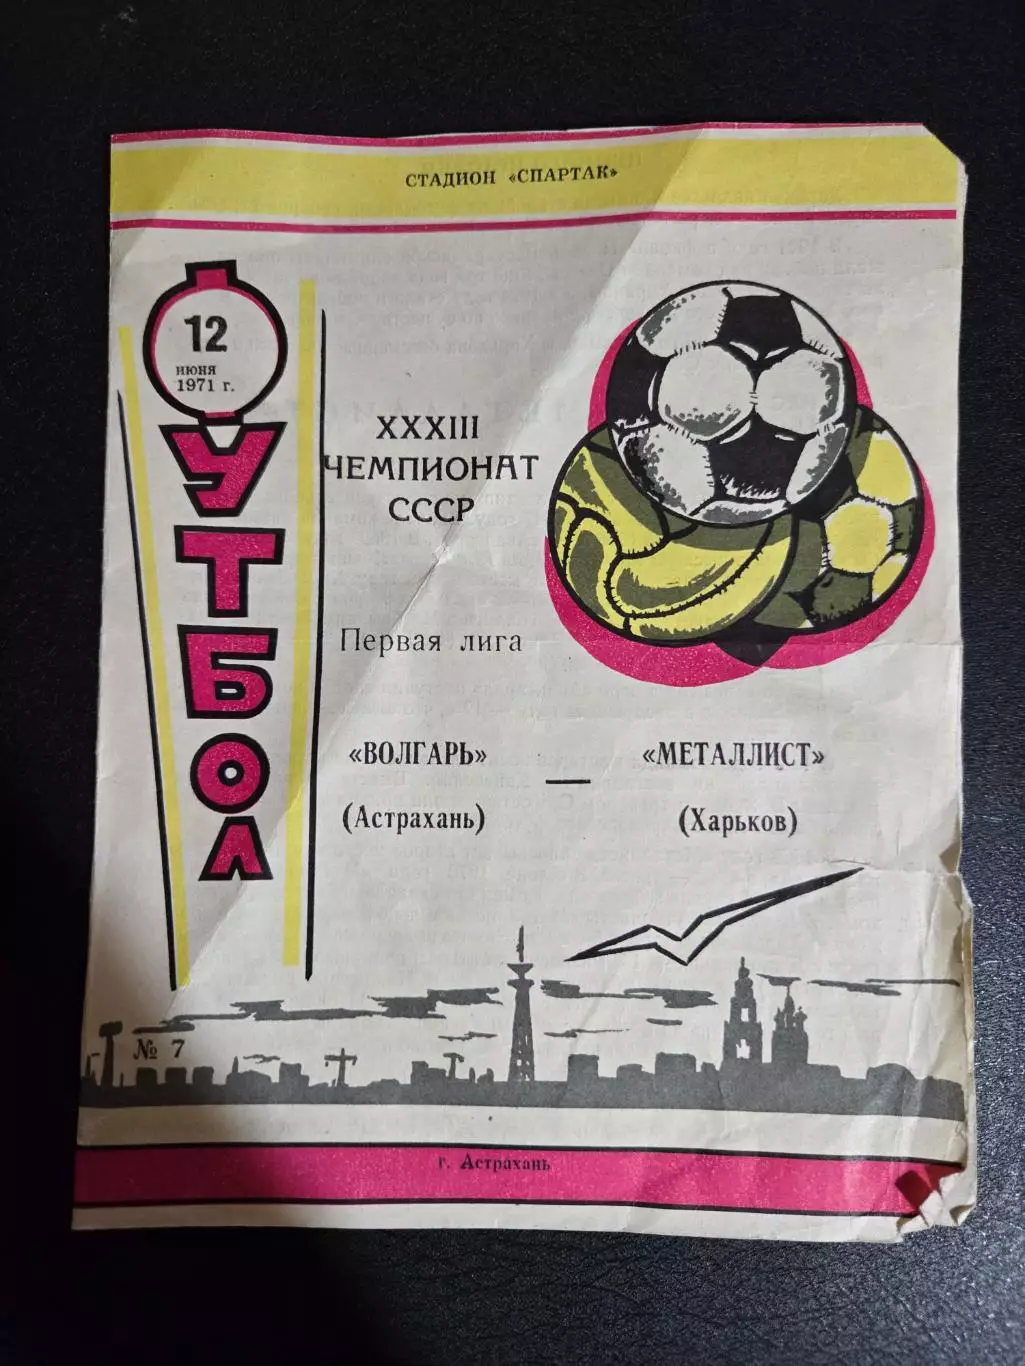 СТАДИОН «СПАРТАК»
12
июня
1971 г.
ФУТБОЛ
XXXIII
ЧЕМПИОНАТ
СССР
Первая лига
«ВОЛГАРЬ» — «МЕТАЛЛИСТ»
(Астрахань) (Харьков)
№ 7
г. Астрахань